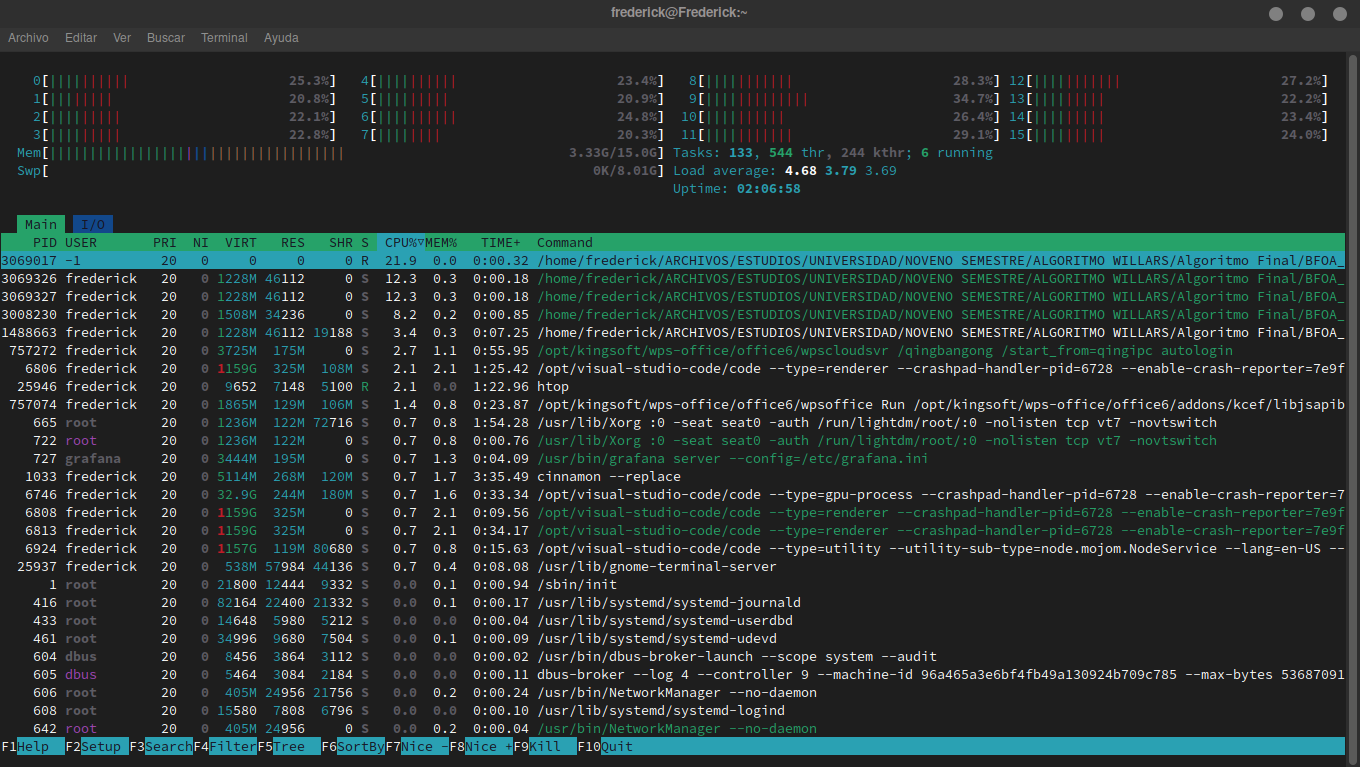 frederick@Frederick:~
Archivo Editar Ver Buscar Terminal Ayuda
0[|||||||||| 25.3%] 4[|||||||||| 23.4%] 8[||||||||||| 28.3%] 12[||||||||||| 27.2%]
1[|||||||| 20.8%] 5[||||||||| 20.9%] 9[||||||||||||| 34.7%] 13[||||||||| 22.2%]
2[||||||||| 22.1%] 6[|||||||||| 24.8%] 10[|||||||||| 26.4%] 14[||||||||| 23.4%]
3[||||||||| 22.8%] 7[|||||||| 20.3%] 11[||||||||||| 29.1%] 15[||||||||| 24.0%]
Mem[||||||||||||||||||||||||||||||||||||| 3.33G/15.0G] Tasks: 133, 544 thr, 244 kthr; 6 running
Swp[ 0K/8.01G] Load average: 4.68 3.79 3.69
Uptime: 02:06:58
Main I/O
PID USER PRI NI VIRT RES SHR S CPU%▽MEM% TIME+ Command
3069017 -1 20 0 0 0 0 R 21.9 0.0 0:00.32 /home/frederick/ARCHIVOS/ESTUDIOS/UNIVERSIDAD/NOVENO SEMESTRE/ALGORITMO WILLARS/Algoritmo Final/BFOA_
3069326 frederick 20 0 1228M 46112 0 S 12.3 0.3 0:00.18 /home/frederick/ARCHIVOS/ESTUDIOS/UNIVERSIDAD/NOVENO SEMESTRE/ALGORITMO WILLARS/Algoritmo Final/BFOA_
3069327 frederick 20 0 1228M 46112 0 S 12.3 0.3 0:00.18 /home/frederick/ARCHIVOS/ESTUDIOS/UNIVERSIDAD/NOVENO SEMESTRE/ALGORITMO WILLARS/Algoritmo Final/BFOA_
3008230 frederick 20 0 1508M 34236 0 S 8.2 0.2 0:00.85 /home/frederick/ARCHIVOS/ESTUDIOS/UNIVERSIDAD/NOVENO SEMESTRE/ALGORITMO WILLARS/Algoritmo Final/BFOA_
1488663 frederick 20 0 1228M 46112 19188 S 3.4 0.3 0:07.25 /home/frederick/ARCHIVOS/ESTUDIOS/UNIVERSIDAD/NOVENO SEMESTRE/ALGORITMO WILLARS/Algoritmo Final/BFOA_
757272 frederick 20 0 3725M 175M 0 S 2.7 1.1 0:55.95 /opt/kingsoft/wps-office/office6/wpscloudsvr /qingbangong /start_from=qingipc autologin
6806 frederick 20 0 1159G 325M 108M S 2.1 2.1 1:25.42 /opt/visual-studio-code/code --type=renderer --crashpad-handler-pid=6728 --enable-crash-reporter=7e9f
25946 frederick 20 0 9652 7148 5100 R 2.1 0.0 1:22.96 htop
757074 frederick 20 0 1865M 129M 106M S 1.4 0.8 0:23.87 /opt/kingsoft/wps-office/office6/wpsoffice Run /opt/kingsoft/wps-office/office6/addons/kcef/libjsapib
665 root 20 0 1236M 122M 72716 S 0.7 0.8 1:54.28 /usr/lib/Xorg :0 -seat seat0 -auth /run/lightdm/root/:0 -nolisten tcp vt7 -novtswitch
722 root 20 0 1236M 122M 0 S 0.7 0.8 0:00.76 /usr/lib/Xorg :0 -seat seat0 -auth /run/lightdm/root/:0 -nolisten tcp vt7 -novtswitch
727 grafana 20 0 3444M 195M 0 S 0.7 1.3 0:04.09 /usr/bin/grafana server --config=/etc/grafana.ini
1033 frederick 20 0 5114M 268M 120M S 0.7 1.7 3:35.49 cinnamon --replace
6746 frederick 20 0 32.9G 244M 180M S 0.7 1.6 0:33.34 /opt/visual-studio-code/code --type=gpu-process --crashpad-handler-pid=6728 --enable-crash-reporter=7
6808 frederick 20 0 1159G 325M 0 S 0.7 2.1 0:09.56 /opt/visual-studio-code/code --type=renderer --crashpad-handler-pid=6728 --enable-crash-reporter=7e9f
6813 frederick 20 0 1159G 325M 0 S 0.7 2.1 0:34.17 /opt/visual-studio-code/code --type=renderer --crashpad-handler-pid=6728 --enable-crash-reporter=7e9f
6924 frederick 20 0 1157G 119M 80680 S 0.7 0.8 0:15.63 /opt/visual-studio-code/code --type=utility --utility-sub-type=node.mojom.NodeService --lang=en-US --
25937 frederick 20 0 538M 57984 44136 S 0.7 0.4 0:08.08 /usr/lib/gnome-terminal-server
1 root 20 0 21800 12444 9332 S 0.0 0.1 0:00.94 /sbin/init
416 root 20 0 82164 22400 21332 S 0.0 0.1 0:00.17 /usr/lib/systemd/systemd-journald
433 root 20 0 14648 5980 5212 S 0.0 0.0 0:00.04 /usr/lib/systemd/systemd-userdbd
461 root 20 0 34996 9680 7504 S 0.0 0.1 0:00.09 /usr/lib/systemd/systemd-udevd
604 dbus 20 0 8456 3864 3112 S 0.0 0.0 0:00.02 /usr/bin/dbus-broker-launch --scope system --audit
605 dbus 20 0 5464 3084 2184 S 0.0 0.0 0:00.11 dbus-broker --log 4 --controller 9 --machine-id 96a465a3e6bf4fb49a130924b709c785 --max-bytes 53687091
606 root 20 0 405M 24956 21756 S 0.0 0.2 0:00.24 /usr/bin/NetworkManager --no-daemon
608 root 20 0 15580 7808 6796 S 0.0 0.0 0:00.10 /usr/lib/systemd/systemd-logind
642 root 20 0 405M 24956 0 S 0.0 0.2 0:00.04 /usr/bin/NetworkManager --no-daemon
F1Help F2Setup F3SearchF4FilterF5Tree F6SortByF7Nice -F8Nice +F9Kill F10Quit